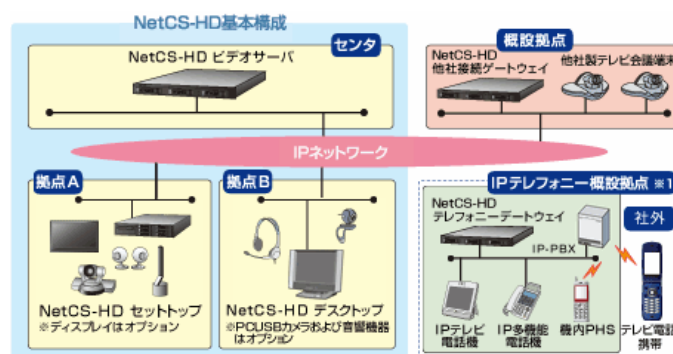 NetCS-HD基本構成
センタ
NetCS-HD ビデオサーバ
概設拠点
NetCS-HD
他社接続ゲートウェイ
他社製テレビ会議端末
IPネットワーク
拠点A
NetCS-HD セットトップ
※ディスプレイはオプション
拠点B
NetCS-HD デスクトップ
※PCUSBカメラおよび音響機器
はオプション
IPテレフォニー概設拠点 ※1
NetCS-HD
テレフォニーデートウェイ
IP-PBX
社外
IPテレビ
電話機
IP多機能
電話機
機内PHS
テレビ電話
携帯